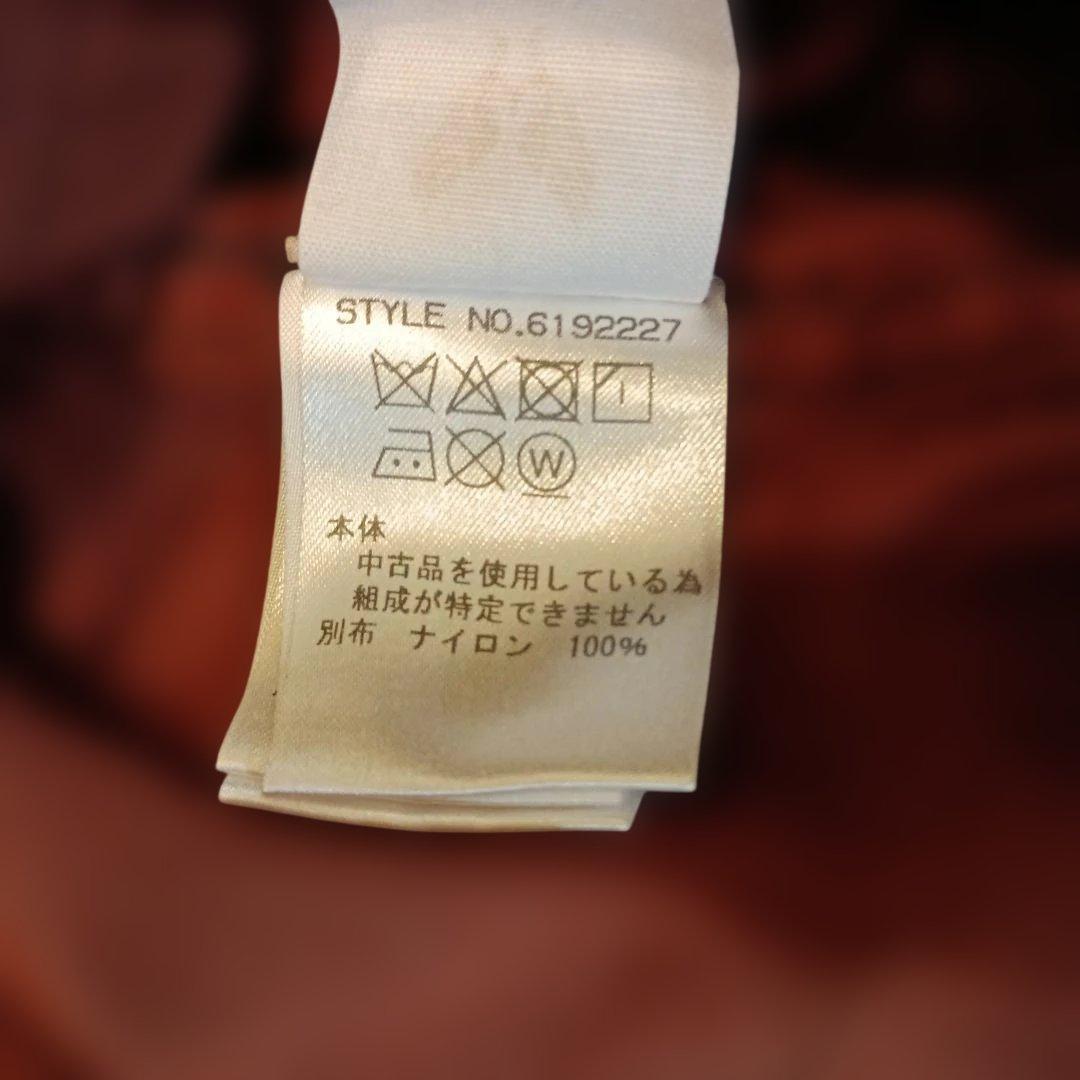 STYLE NO.6192227
W
本体
中古品を使用している為
組成が特定できません
別布 ナイロン 100%